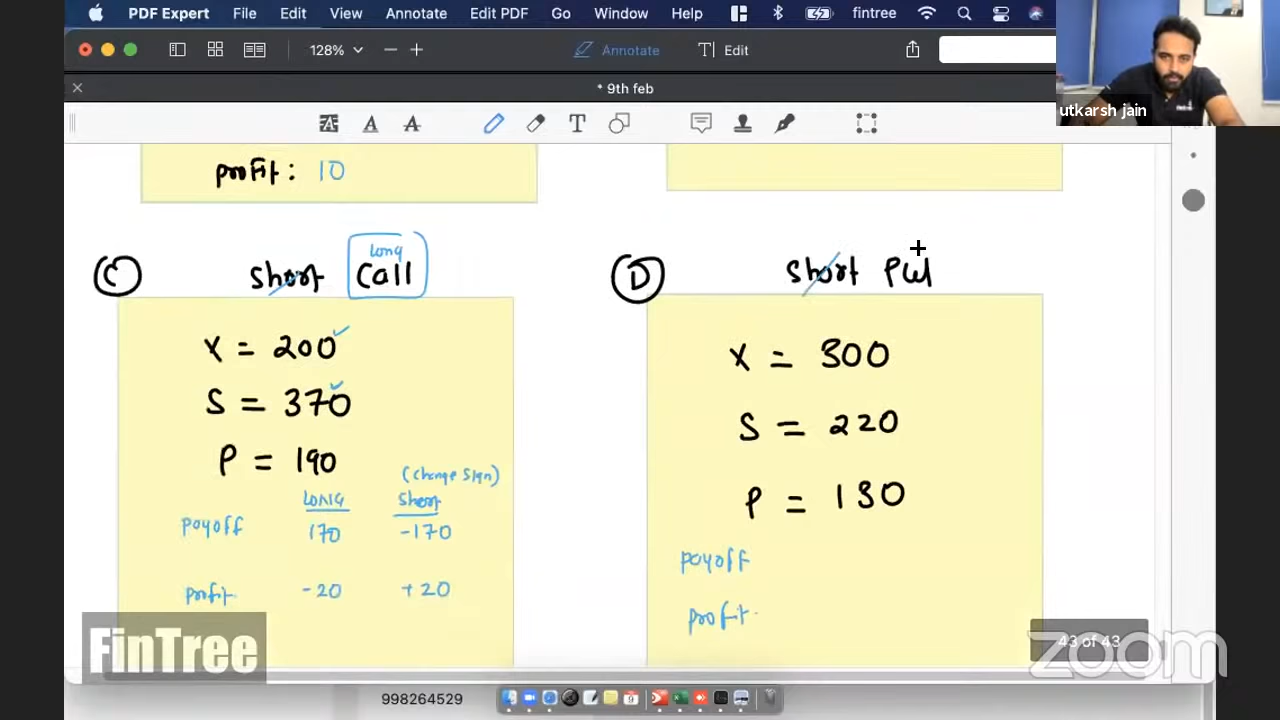 PDF Expert File Edit View Annotate Edit PDF Go Window Help fintree
128% Annotate T Edit
* 9th feb
utkarsh jain
Profit: 10
C Short long Call
X = 200
S = 370
P = 190
(Change Sign)
LONG Short
Payoff 170 -170
Profit -20 +20
D Short Put
X = 300
S = 220
P = 130
Payoff
Profit
FinTree
43 of 43
zoom
998264529